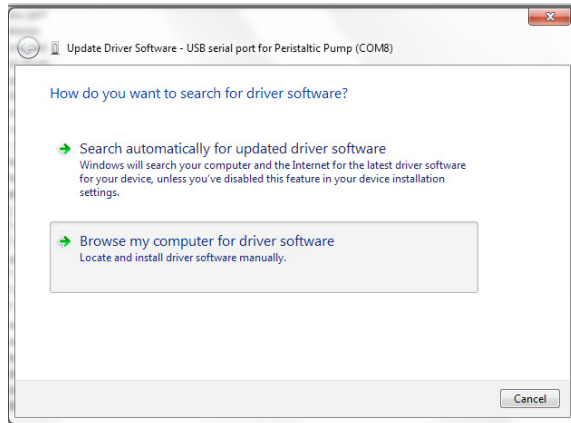 Update Driver Software - USB serial port for Peristaltic Pump (COM8)
How do you want to search for driver software?
Search automatically for updated driver software
Windows will search your computer and the Internet for the latest driver software
for your device, unless you've disabled this feature in your device installation
settings.
Browse my computer for driver software
Locate and install driver software manually.
Cancel